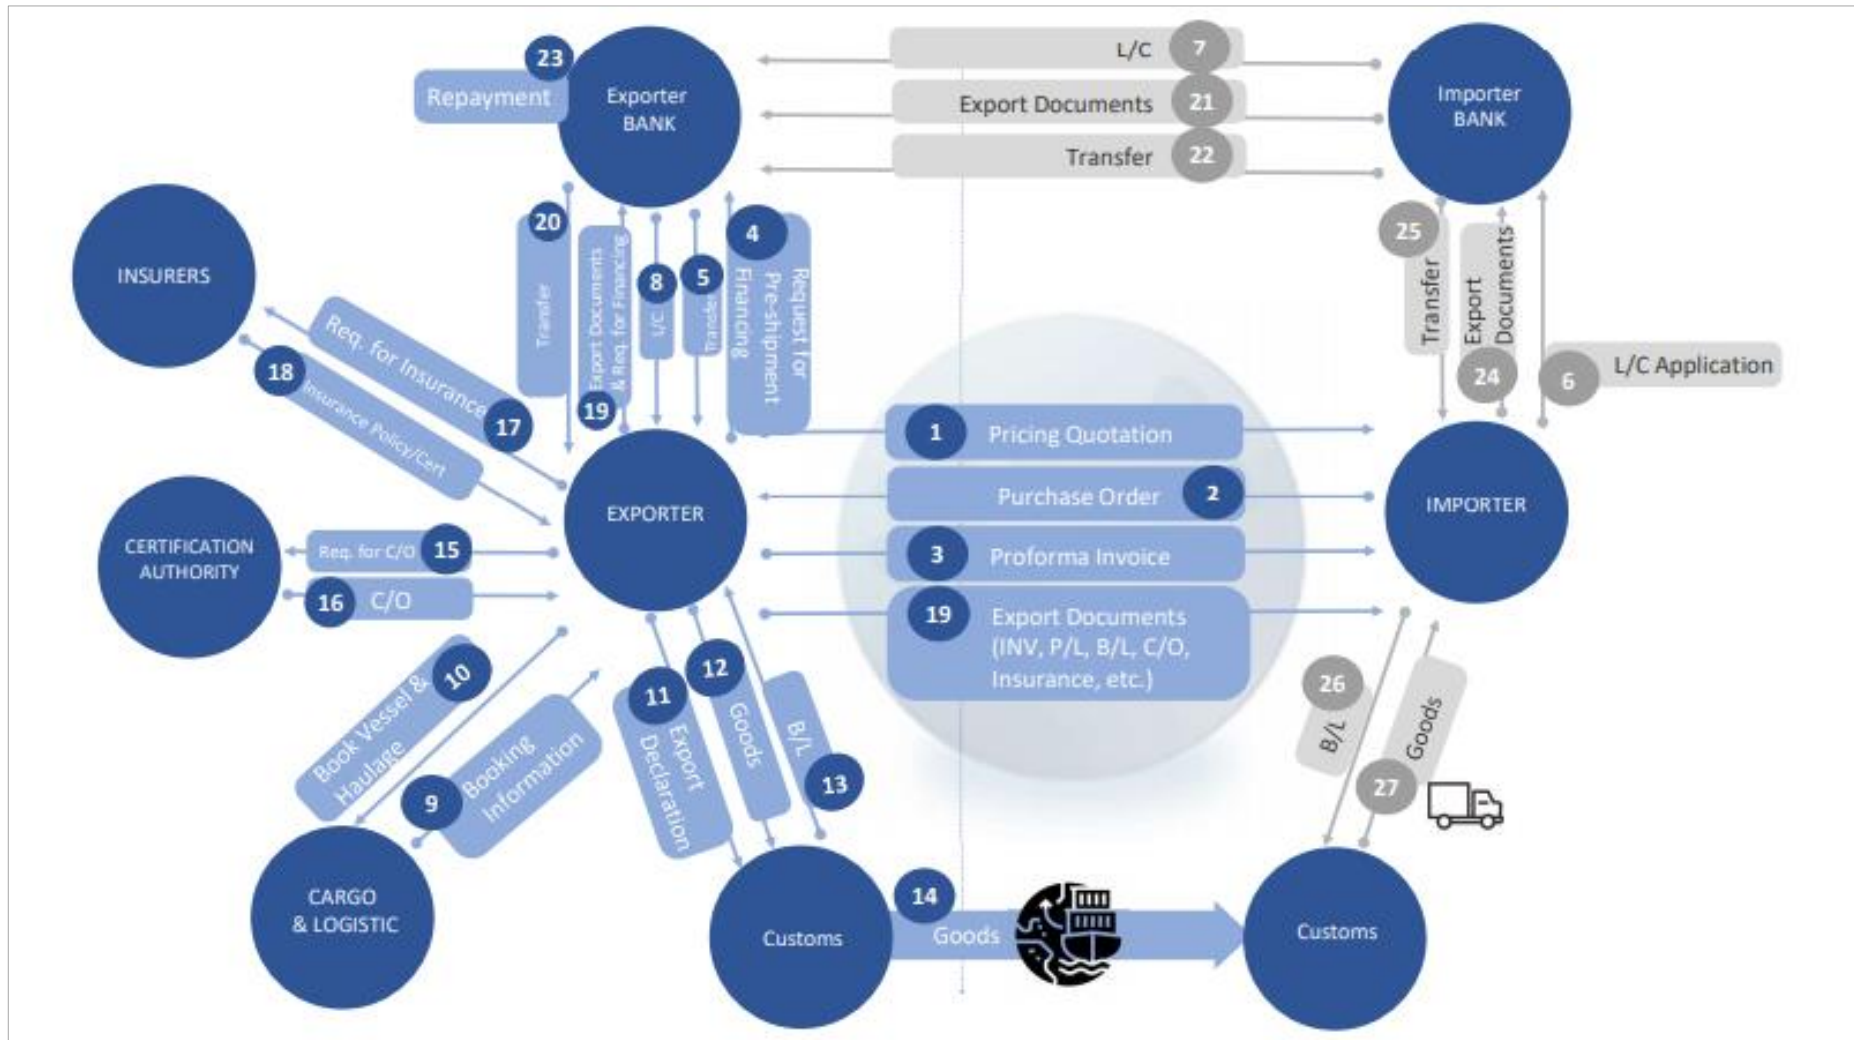 23
Repayment
Exporter
BANK
L/C 7
Export Documents 21
Transfer 22
Importer
BANK
INSURERS
Req. for Insurance 17
18 Insurance Policy/Cert
20 Transfer
19 Export Documents
& Req. for Financing
8 L/C
5 Transfer
4 Request for
Pre-shipment
Financing
25 Transfer
24 Export
Documents
6 L/C Application
EXPORTER
1 Pricing Quotation
Purchase Order 2
3 Proforma Invoice
19 Export Documents
(INV, P/L, B/L, C/O,
Insurance, etc.)
IMPORTER
CERTIFICATION
AUTHORITY
Req. for C/O 15
16 C/O
Book Vessel &
Haulage
10
9 Booking
Information
11 Export
Declaration
12 Goods
B/L 13
26 B/L
Goods 27
CARGO
& LOGISTIC
Customs
14
Goods
Customs